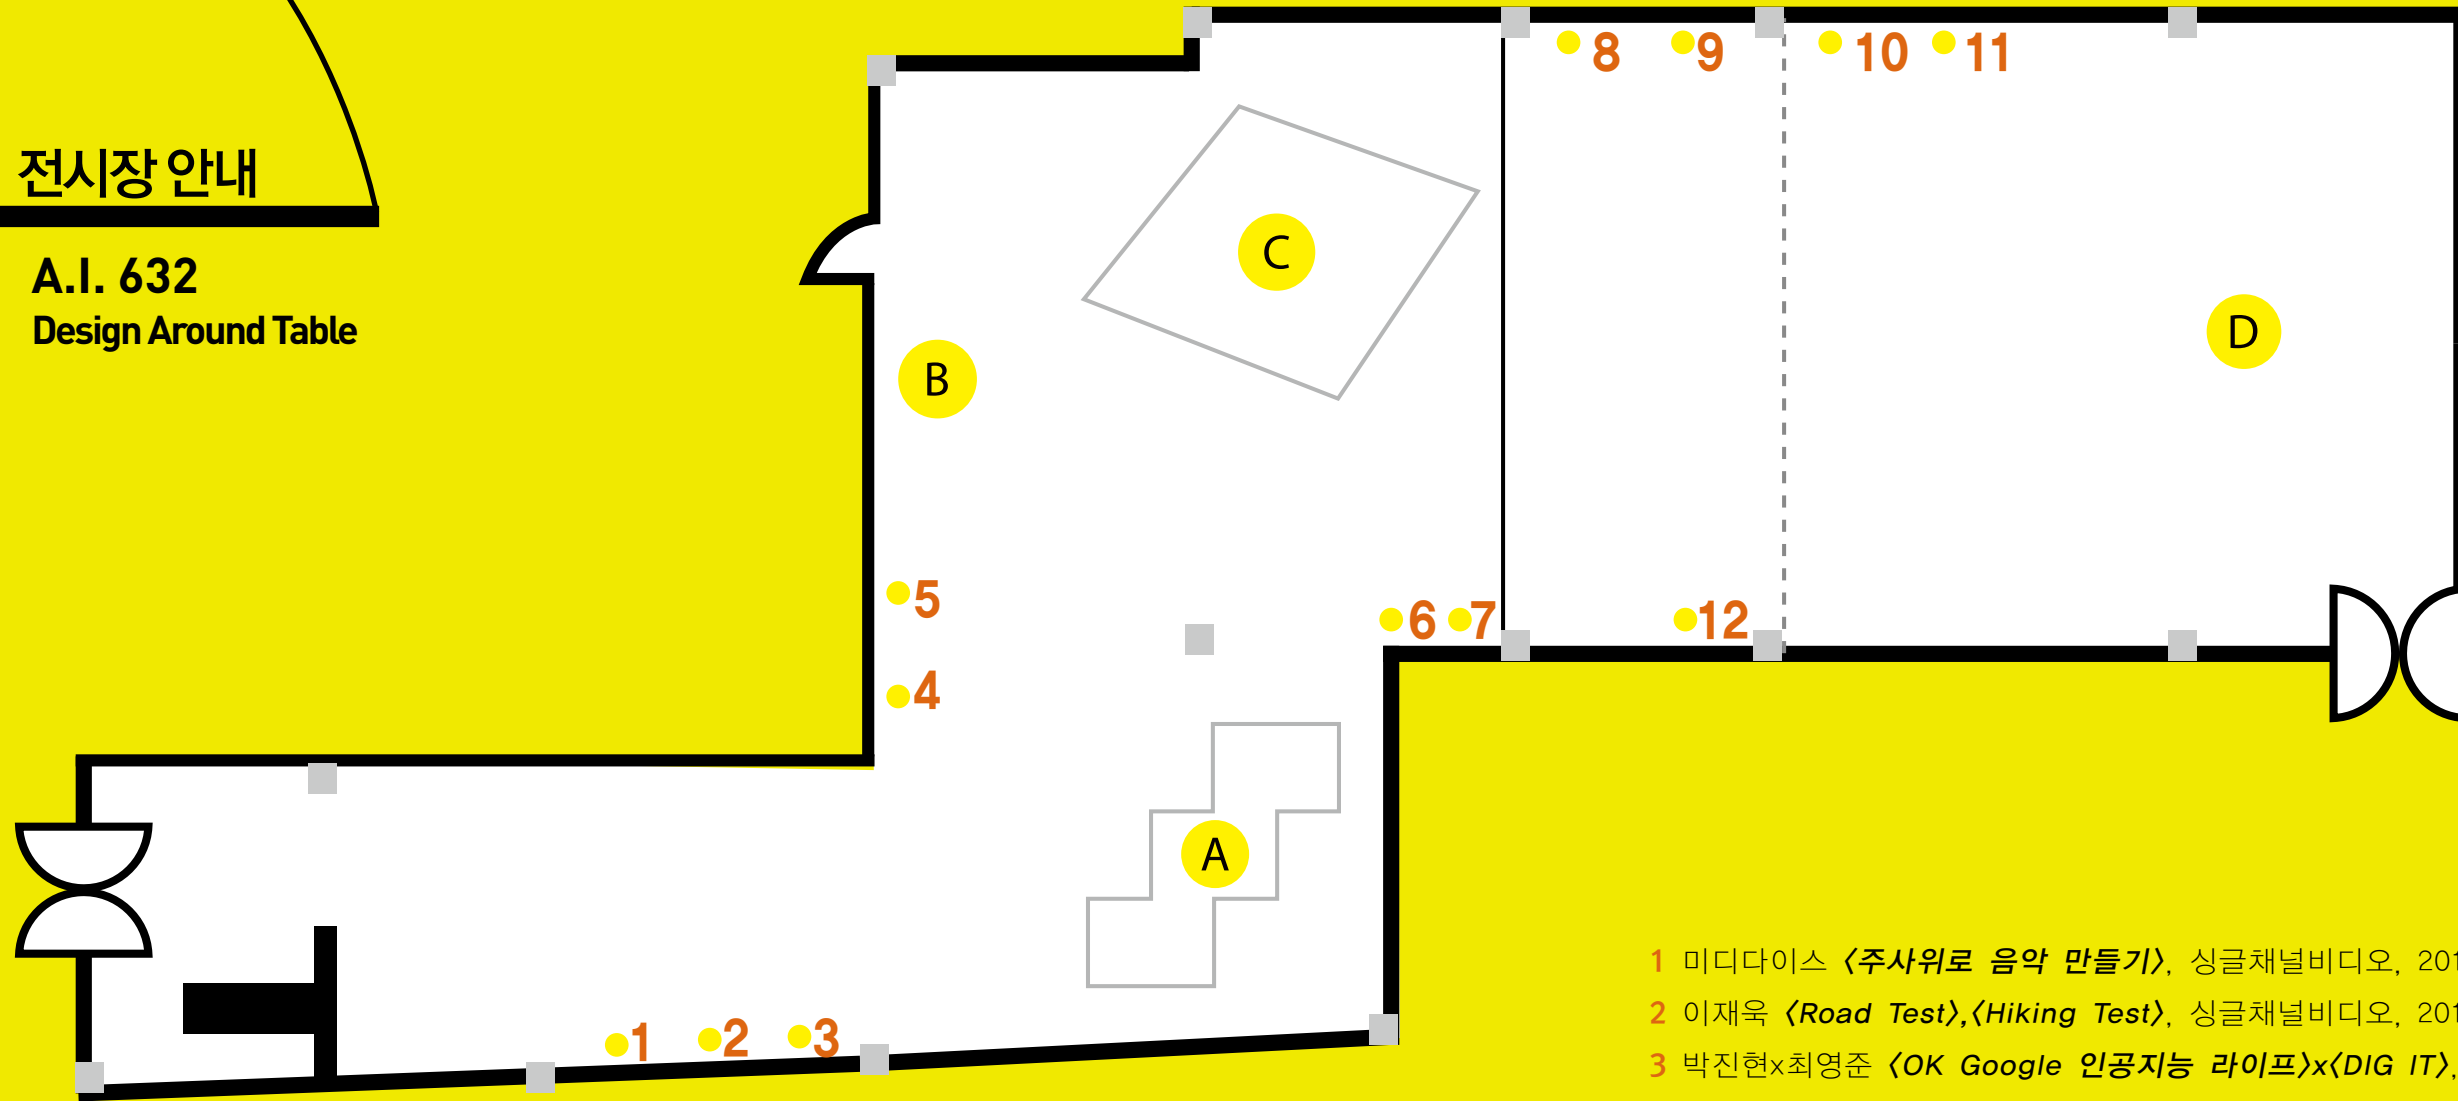 전시장 안내
A.I. 632
Design Around Table
8
9
10
11
C
D
B
5
6
7
12
4
A
1
2
3
1 미디다이스 〈주사위로 음악 만들기〉, 싱글채널비디오, 201
2 이재욱 〈Road Test〉,〈Hiking Test〉, 싱글채널비디오, 201
3 박진현x최영준 〈OK Google 인공지능 라이프〉x〈DIG IT〉,